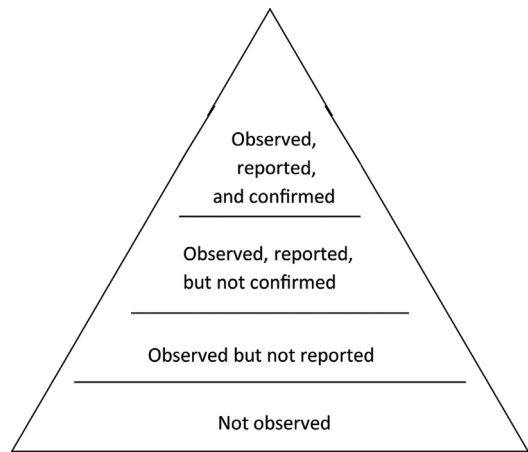 Observed,
reported,
and confirmed
Observed, reported,
but not confirmed
Observed but not reported
Not observed